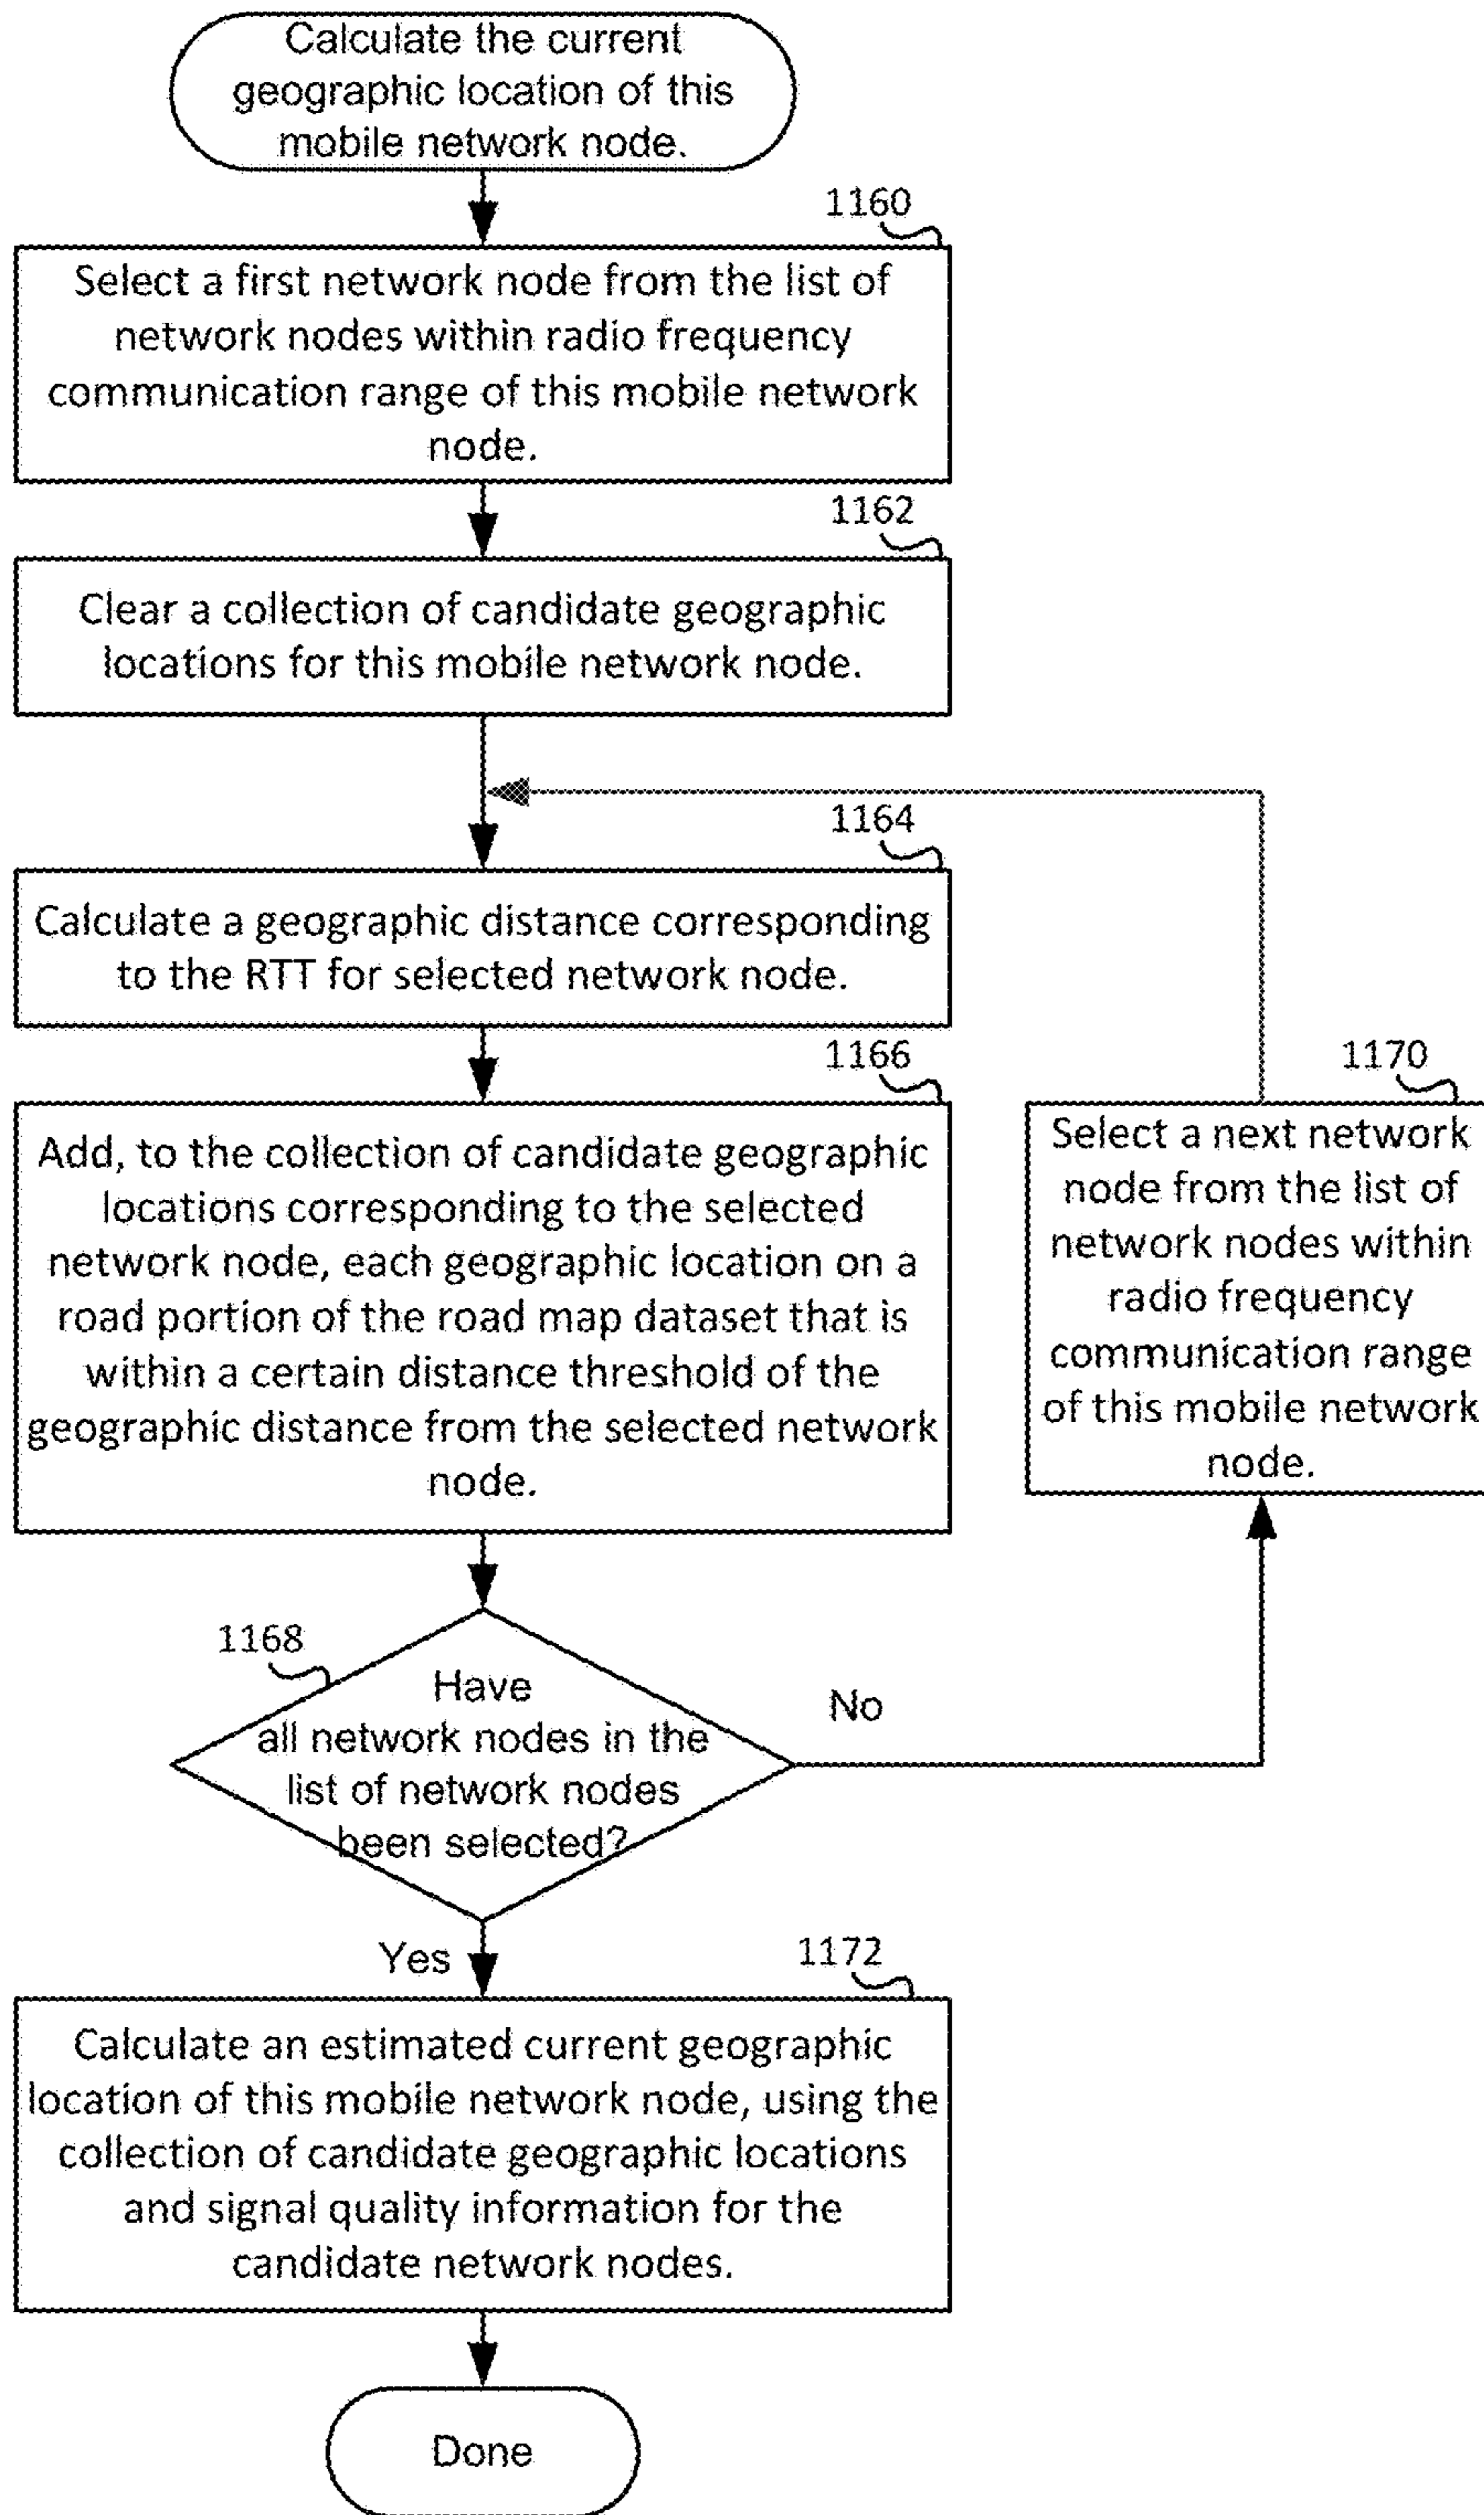 Calculate the current
geographic location of this
mobile network node.
1160
Select a first network node from the list of
network nodes within radio frequency
communication range of this mobile network
node.
1162
Clear a collection of candidate geographic
locations for this mobile network node.
1164
Calculate a geographic distance corresponding
to the RTT for selected network node.
1166
Add, to the collection of candidate geographic
locations corresponding to the selected
network node, each geographic location on a
road portion of the road map dataset that is
within a certain distance threshold of the
geographic distance from the selected network
node.
1170
Select a next network
node from the list of
network nodes within
radio frequency
communication range
of this mobile network
node.
1168
Have
all network nodes in the
list of network nodes
been selected?
No
Yes
1172
Calculate an estimated current geographic
location of this mobile network node, using the
collection of candidate geographic locations
and signal quality information for the
candidate network nodes.
Done